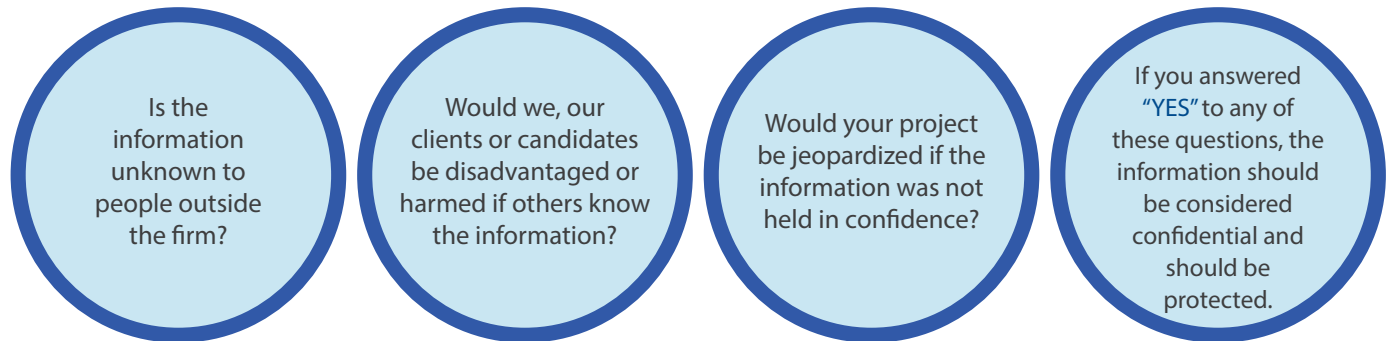 Is the
information
unknown to
people outside
the firm?
Would we, our
clients or candidates
be disadvantaged or
harmed if others know
the information?
Would your project
be jeopardized if the
information was not
held in confidence?
If you answered
“YES” to any of
these questions, the
information should
be considered
confidential and
should be
protected.